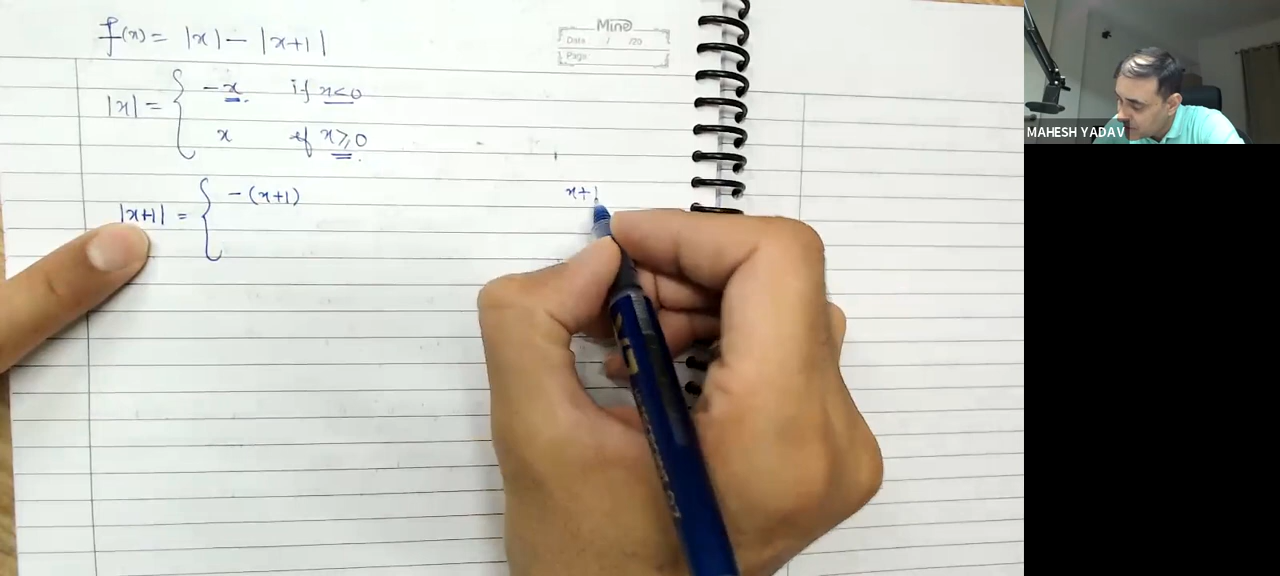 f(x) = |x| - |x+1|
Mine
Date / /20
Page
|x| = { -x if x<0
x if x≥0
|x+1| = { -(x+1)
x+1
MAHESH YADAV